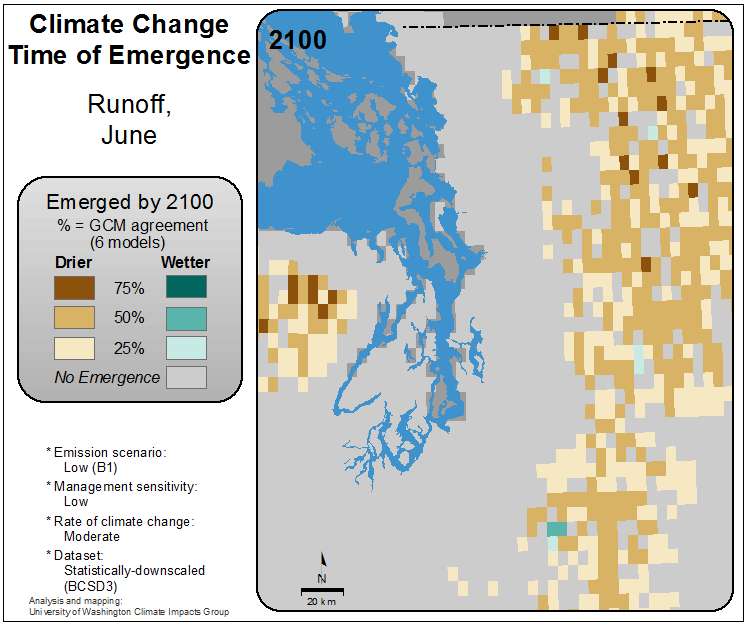 Climate Change
Time of Emergence
Runoff,
June
Emerged by 2100
% = GCM agreement
(6 models)
Drier Wetter
75%
50%
25%
No Emergence
* Emission scenario:
Low (B1)
* Management sensitivity:
Low
* Rate of climate change:
Moderate
* Dataset:
Statistically-downscaled
(BCSD3)
Analysis and mapping:
University of Washington Climate Impacts Group
2100
N
20 km